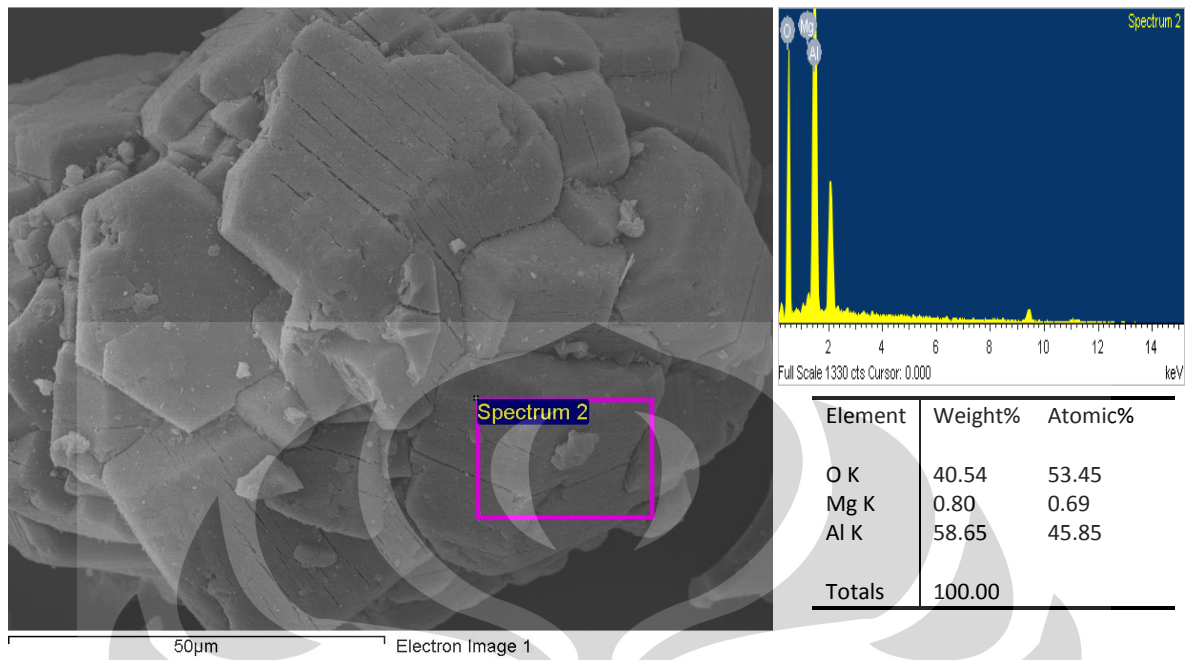 Spectrum 2
50µm
Electron Image 1
O
Mg
Al
Spectrum 2
2 4 6 8 10 12 14
Full Scale 1330 cts Cursor: 0.000 keV
Element Weight% Atomic%
O K 40.54 53.45
Mg K 0.80 0.69
Al K 58.65 45.85
Totals 100.00